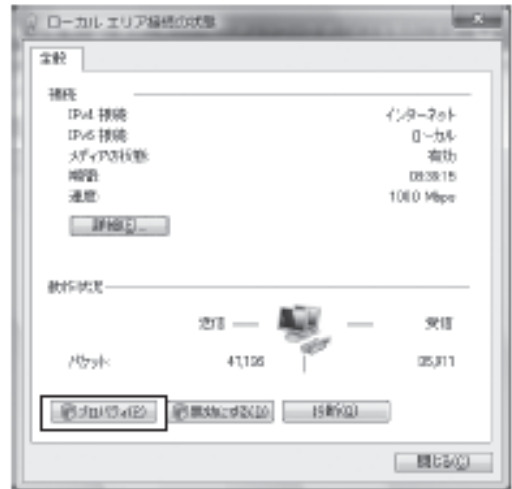 ローカル エリア接続の状態
全般
接続
IPv4 接続: インターネット
IPv6 接続: ローカル
メディアの状態: 有効
期間:
速度:
詳細(E)...
動作状況
送信 — — 受信
パケット:
プロパティ(P) 無効にする(D) 診断(G)
閉じる(C)